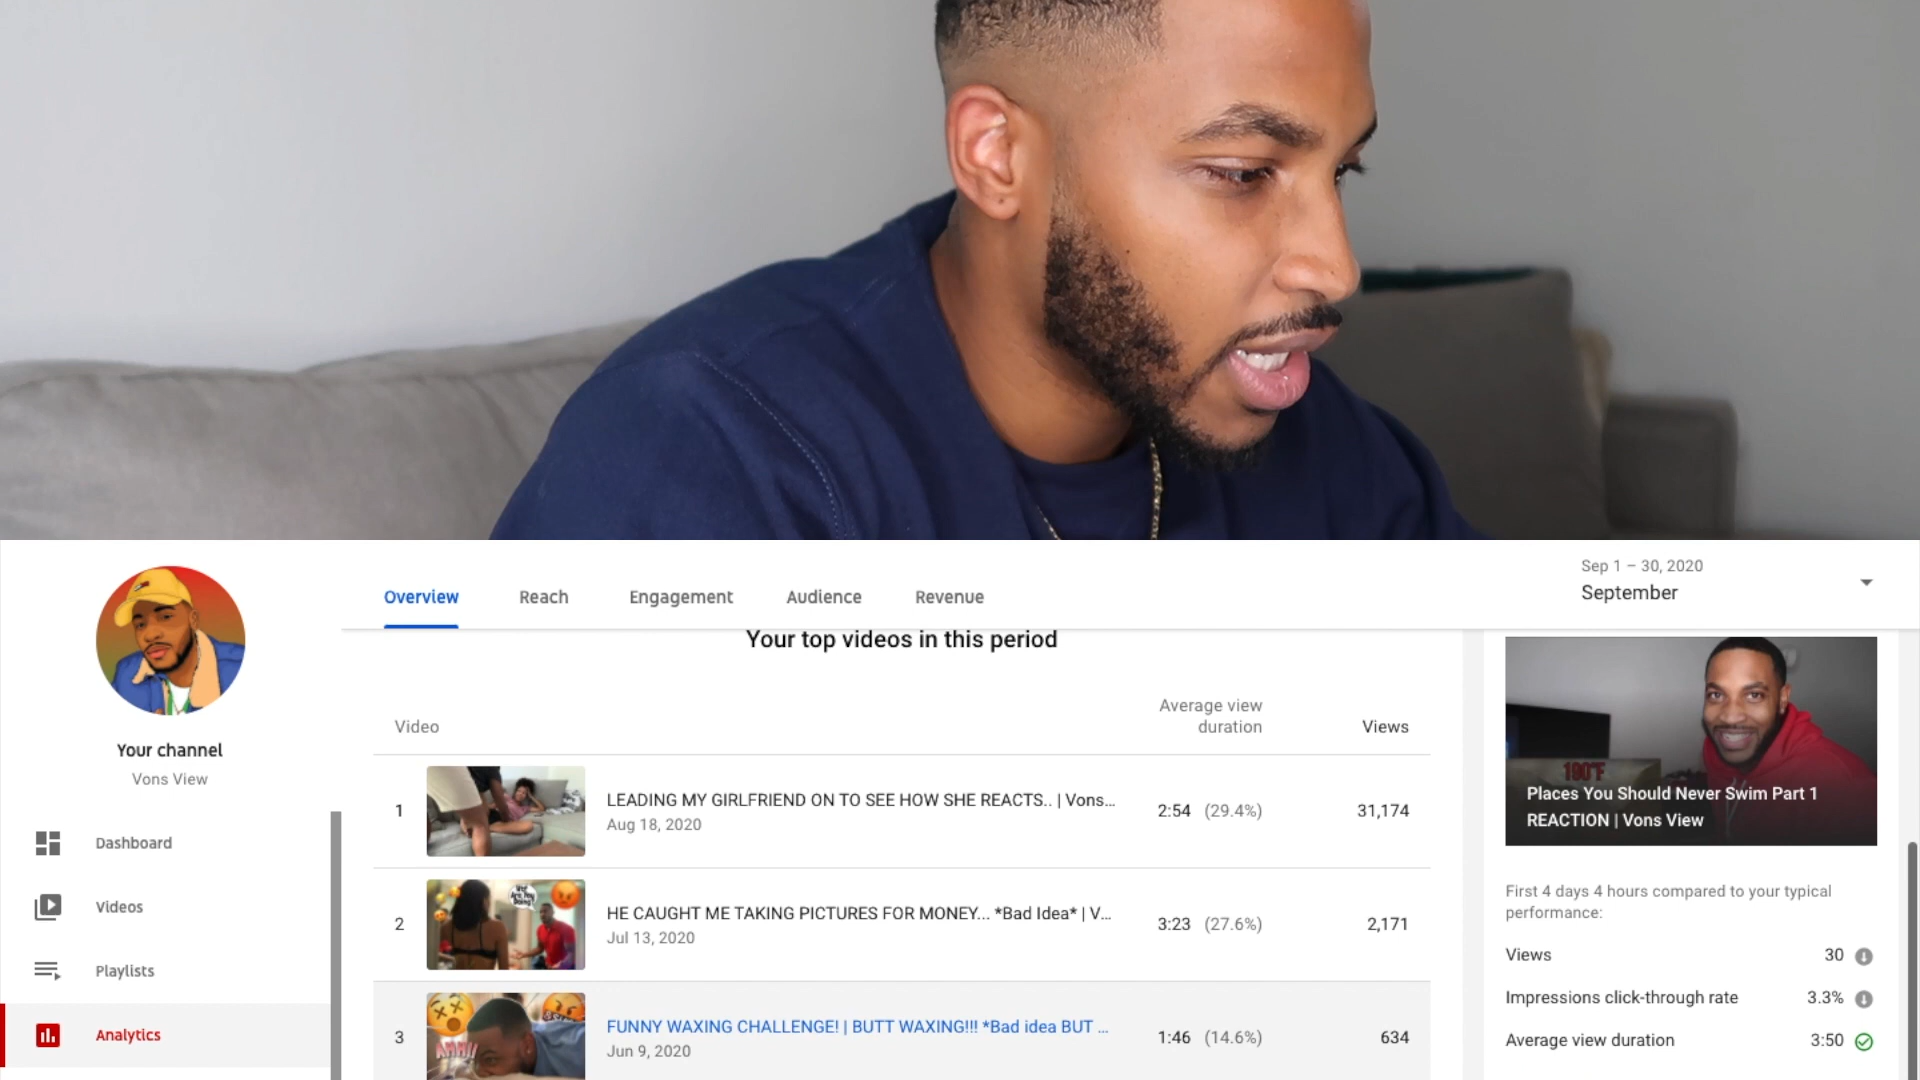 Sep 1 – 30, 2020
September
Overview
Reach
Engagement
Audience
Revenue
Your channel
Vons View
Dashboard
Videos
Playlists
Analytics
Your top videos in this period
Video
Average view
duration
Views
1
LEADING MY GIRLFRIEND ON TO SEE HOW SHE REACTS.. | Vons...
Aug 18, 2020
2:54 (29.4%)
31,174
2
What
Are You
Doing?
HE CAUGHT ME TAKING PICTURES FOR MONEY... *Bad Idea* | V...
Jul 13, 2020
3:23 (27.6%)
2,171
3
FUNNY WAXING CHALLENGE! | BUTT WAXING!!! *Bad idea BUT ...
Jun 9, 2020
1:46 (14.6%)
634
190°F
Places You Should Never Swim Part 1
REACTION | Vons View
First 4 days 4 hours compared to your typical
performance:
Views 30
Impressions click-through rate 3.3%
Average view duration 3:50